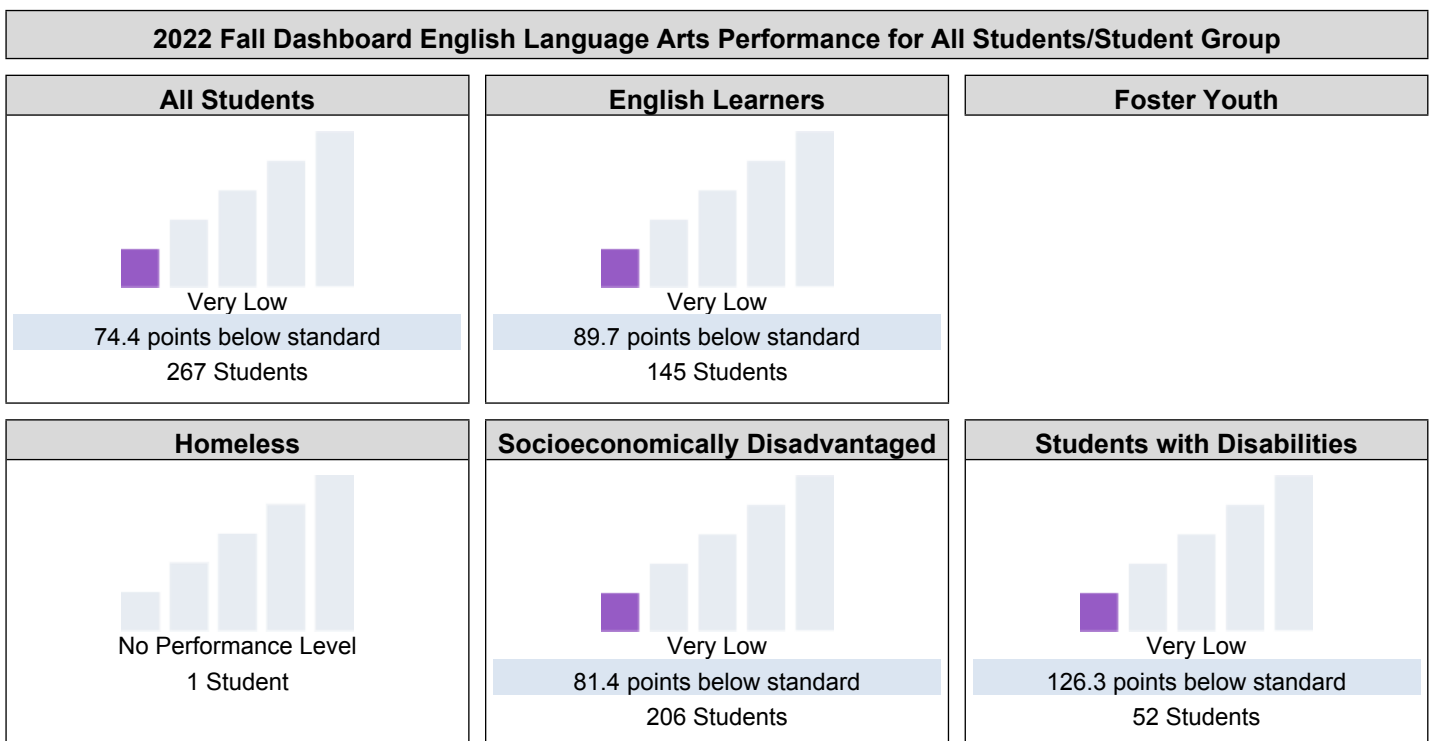 2022 Fall Dashboard English Language Arts Performance for All Students/Student Group
All Students
Very Low
74.4 points below standard
267 Students
English Learners
Very Low
89.7 points below standard
145 Students
Foster Youth
Homeless
No Performance Level
1 Student
Socioeconomically Disadvantaged
Very Low
81.4 points below standard
206 Students
Students with Disabilities
Very Low
126.3 points below standard
52 Students